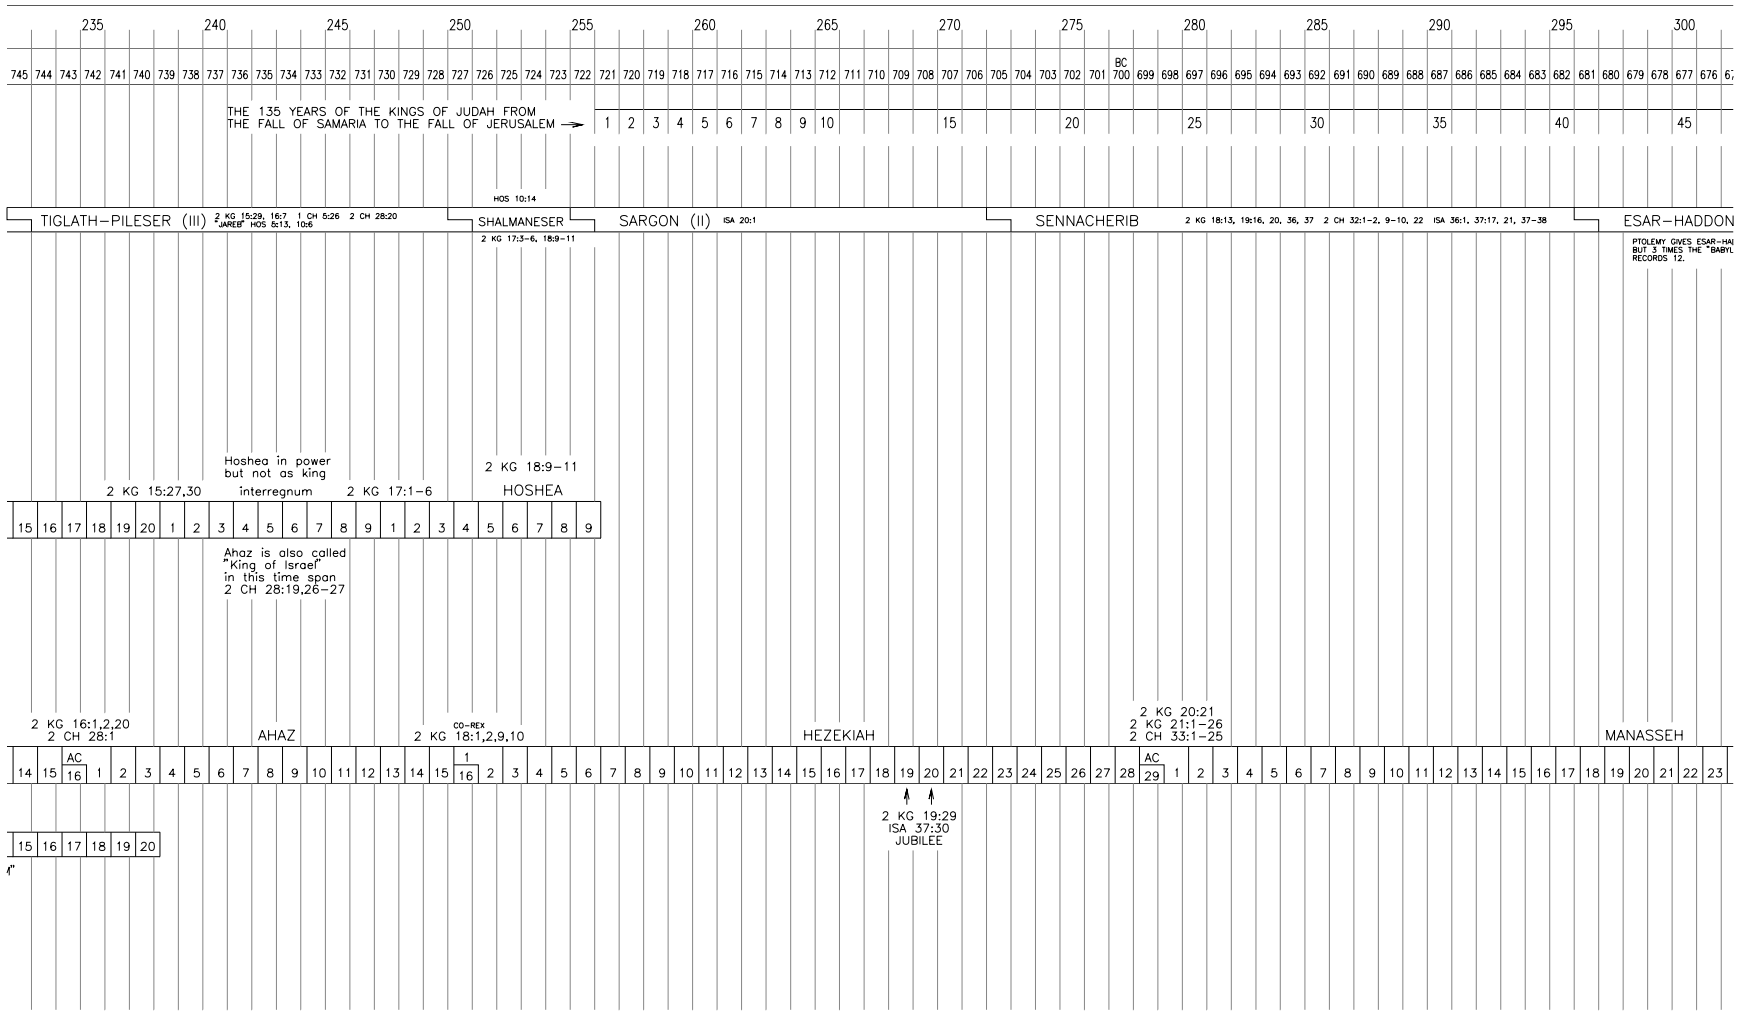 235 240 245 250 255 260 265 270 275 280 285 290 295 300
BC
745 744 743 742 741 740 739 738 737 736 735 734 733 732 731 730 729 728 727 726 725 724 723 722 721 720 719 718 717 716 715 714 713 712 711 710 709 708 707 706 705 704 703 702 701 700 699 698 697 696 695 694 693 692 691 690 689 688 687 686 685 684 683 682 681 680 679 678 677 676
THE 135 YEARS OF THE KINGS OF JUDAH FROM
THE FALL OF SAMARIA TO THE FALL OF JERUSALEM → 1 2 3 4 5 6 7 8 9 10 15 20 25 30 35 40 45
HOS 10:14
TIGLATH-PILESER (III) 2 KG 15:29, 16:7 1 CH 5:26 2 CH 28:20
"JAREB" HOS 5:13, 10:6
SHALMANESER
2 KG 17:3-6, 18:9-11
SARGON (II) ISA 20:1
SENNACHERIB 2 KG 18:13, 19:16, 20, 36, 37 2 CH 32:1-2, 9-10, 22 ISA 36:1, 37:17, 21, 37-38
ESAR-HADDON
PTOLEMY GIVES ESAR-HA
BUT 3 TIMES THE "BABYL
RECORDS 12.
Hoshea in power
but not as king
2 KG 18:9-11
2 KG 15:27,30 interregnum 2 KG 17:1-6 HOSHEA
15 16 17 18 19 20 1 2 3 4 5 6 7 8 9 1 2 3 4 5 6 7 8 9
Ahaz is also called
"King of Israel"
in this time span
2 CH 28:19,26-27
2 KG 16:1,2,20
2 CH 28:1
AHAZ
CO-REX
2 KG 18:1,2,9,10
HEZEKIAH
2 KG 20:21
2 KG 21:1-26
2 CH 33:1-25
MANASSEH
AC 1 AC
14 15 16 1 2 3 4 5 6 7 8 9 10 11 12 13 14 15 16 2 3 4 5 6 7 8 9 10 11 12 13 14 15 16 17 18 19 20 21 22 23 24 25 26 27 28 29 1 2 3 4 5 6 7 8 9 10 11 12 13 14 15 16 17 18 19 20 21 22 23
2 KG 19:29
ISA 37:30
JUBILEE
15 16 17 18 19 20